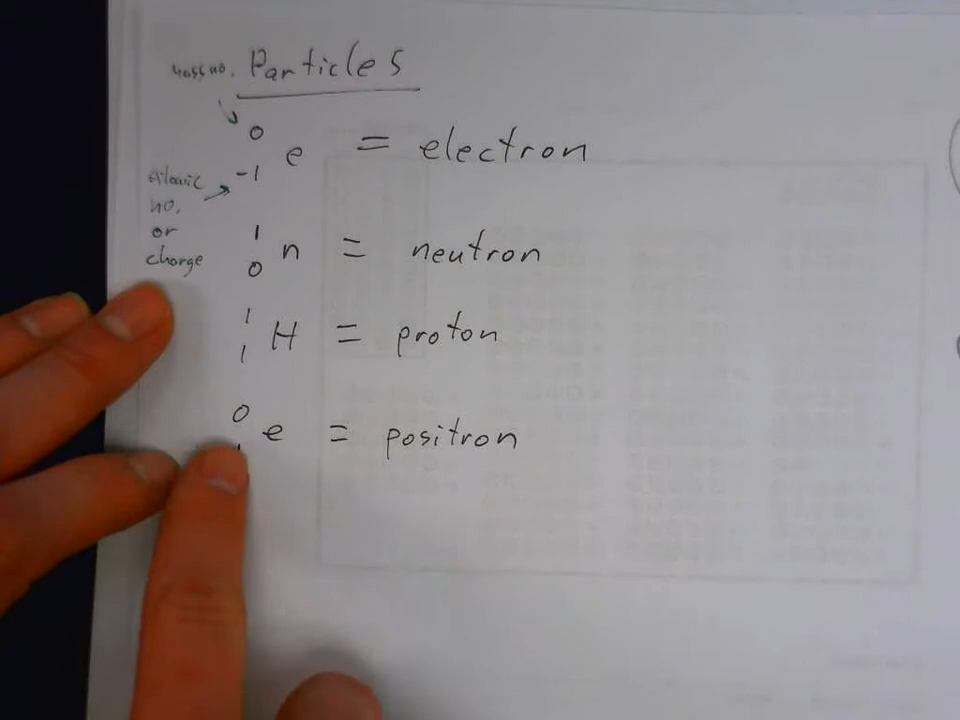 mass no. Particles
0
e = electron
-1
atomic
no.
or
charge
1
n = neutron
0
1
H = proton
1
0
e = positron